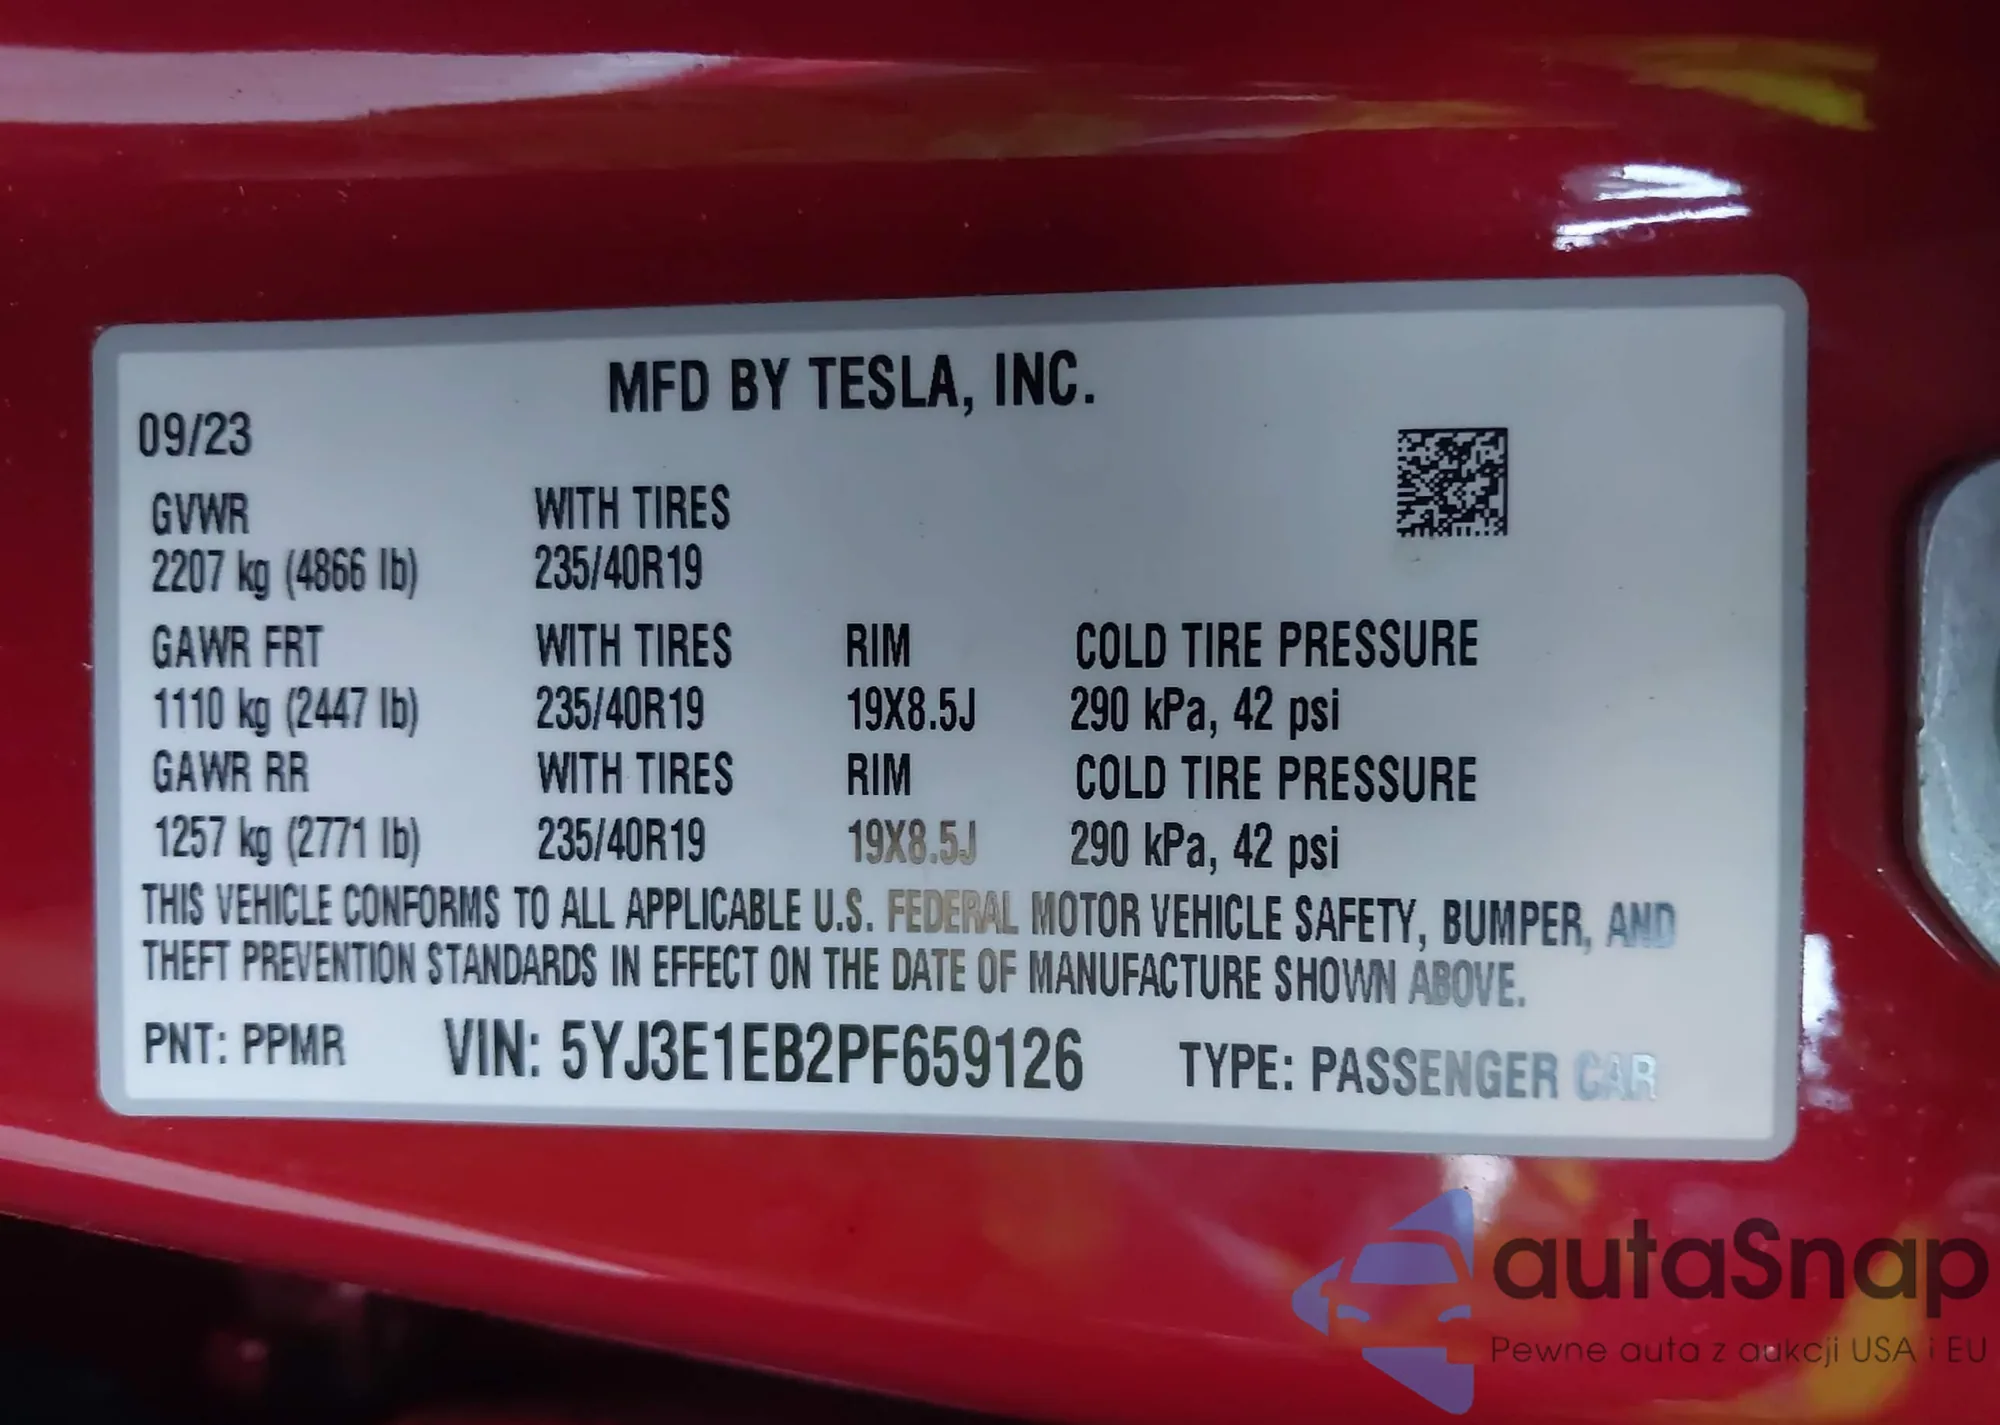 MFD BY TESLA, INC.
09/23
GVWR WITH TIRES
2207 kg (4866 lb) 235/40R19
GAWR FRT WITH TIRES RIM COLD TIRE PRESSURE
1110 kg (2447 lb) 235/40R19 19X8.5J 290 kPa, 42 psi
GAWR RR WITH TIRES RIM COLD TIRE PRESSURE
1257 kg (2771 lb) 235/40R19 19X8.5J 290 kPa, 42 psi
THIS VEHICLE CONFORMS TO ALL APPLICABLE U.S. FEDERAL MOTOR VEHICLE SAFETY, BUMPER, AND
THEFT PREVENTION STANDARDS IN EFFECT ON THE DATE OF MANUFACTURE SHOWN ABOVE.
PNT: PPMR VIN: 5YJ3E1EB2PF659126 TYPE: PASSENGER CAR
autaSnap
Pewne auta z aukcji USA i EU